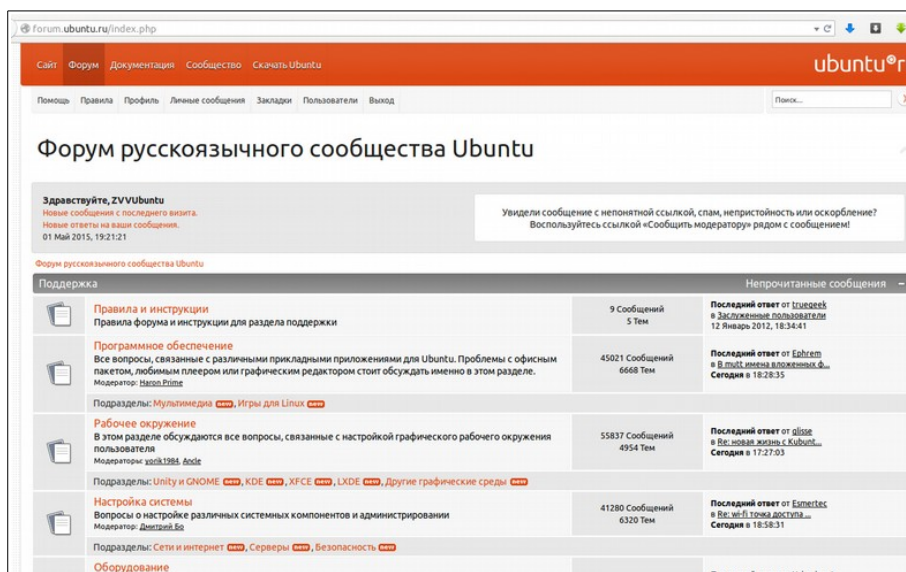 forum.ubuntu.ru/index.php
Сайт Форум Документация Сообщество Скачать Ubuntu
ubuntu®r
Помощь Правила Профиль Личные сообщения Закладки Пользователи Выход
Поиск...
Форум русскоязычного сообщества Ubuntu
Здравствуйте, ZVVUbuntu
Новые сообщения с последнего визита.
Новые ответы на ваши сообщения.
01 Май 2015, 19:21:21
Увидели сообщение с непонятной ссылкой, спам, непристойность или оскорбление?
Воспользуйтесь ссылкой «Сообщить модератору» рядом с сообщением!
Форум русскоязычного сообщества Ubuntu
Поддержка Непрочитанные сообщения
Правила и инструкции
Правила форума и инструкции для раздела поддержки
9 Сообщений
5 Тем
Последний ответ от truegeek
в Заслуженные пользователи
12 Январь 2012, 18:34:41
Программное обеспечение
Все вопросы, связанные с различными прикладными приложениями для Ubuntu. Проблемы с офисным
пакетом, любимым плеером или графическим редактором стоит обсуждать именно в этом разделе.
Модератор: Haron Prime
45021 Сообщений
6668 Тем
Последний ответ от Ephrem
в В mutt имена вложенных ф...
Сегодня в 18:28:35
Подразделы: Мультимедиа new, Игры для Linux new
Рабочее окружение
В этом разделе обсуждаются все вопросы, связанные с настройкой графического рабочего окружения
пользователя
Модераторы: yorik1984, Ancle
55837 Сообщений
4954 Тем
Последний ответ от glisse
в Re: новая жизнь с Kubunt...
Сегодня в 17:27:03
Подразделы: Unity и GNOME new, KDE new, XFCE new, LXDE new, Другие графические среды new
Настройка системы
Вопросы о настройке различных системных компонентов и администрировании
Модератор: Дмитрий Бо
41280 Сообщений
6320 Тем
Последний ответ от Esmertec
в Re: wi-fi точка доступа ...
Сегодня в 18:58:31
Подразделы: Сети и интернет new, Серверы new, Безопасность new
Оборудование